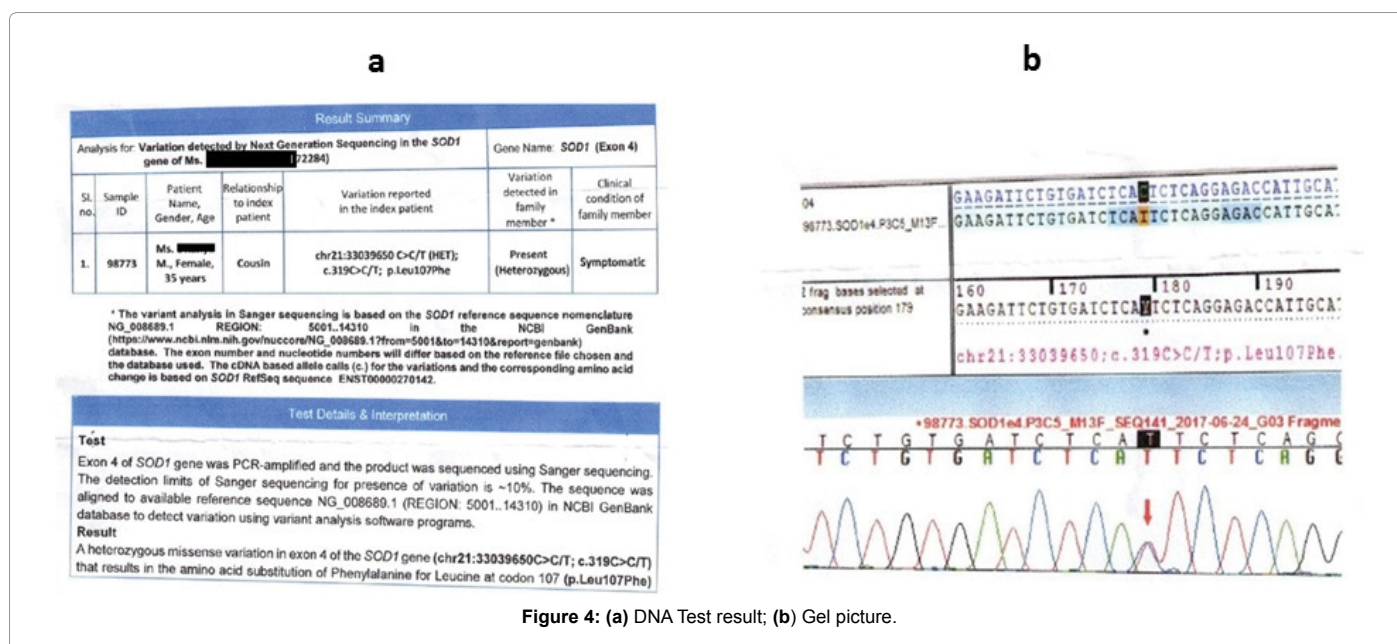 a
b
Result Summary
Analysis for: Variation detected by Next Generation Sequencing in the SOD1
gene of Ms. 72284)
Gene Name: SOD1 (Exon 4)
Sl. no.
Sample ID
Patient Name, Gender, Age
Relationship to index patient
Variation reported in the index patient
Variation detected in family member *
Clinical condition of family member
1.
98773
Ms. M., Female, 35 years
Cousin
chr21:33039650 C>C/T (HET); c.319C>C/T; p.Leu107Phe
Present (Heterozygous)
Symptomatic
* The variant analysis in Sanger sequencing is based on the SOD1 reference sequence nomenclature
NG_008689.1 REGION: 5001..14310 in the NCBI GenBank
(https://www.ncbi.nlm.nih.gov/nuccore/NG_008689.1?from=5001&to=14310&report=genbank)
database. The exon number and nucleotide numbers will differ based on the reference file chosen and
the database used. The cDNA based allele calls (c.) for the variations and the corresponding amino acid
change is based on SOD1 RefSeq sequence ENST00000270142.
Test Details & Interpretation
Test
Exon 4 of SOD1 gene was PCR-amplified and the product was sequenced using Sanger sequencing.
The detection limits of Sanger sequencing for presence of variation is ~10%. The sequence was
aligned to available reference sequence NG_008689.1 (REGION: 5001..14310) in NCBI GenBank
database to detect variation using variant analysis software programs.
Result
A heterozygous missense variation in exon 4 of the SOD1 gene (chr21:33039650C>C/T; c.319C>C/T)
that results in the amino acid substitution of Phenylalanine for Leucine at codon 107 (p.Leu107Phe)
04
GAAGATTCTGTGATCTCACTCTCAGGAGACCATTGCA
98773.SOD1e4.P3C5_M13F...
GAAGATTCTGTGATCTCATTCTCAGGAGACCATTGCA
frag bases selected at
consensus position 179
160 170 180 190
GAAGATTCTGTGATCTCAYTCTCAGGAGACCATTGCA
chr21:33039650;c.319C>C/T;p.Leu107Phe.
98773.SOD1e4.P3C5_M13F_SEQ141_2017-06-24_G03 Fragme
T C T G T G A T C T C A T T C T C A G
T C T G T G A T C T C A T T C T C A G G
Figure 4: (a) DNA Test result; (b) Gel picture.